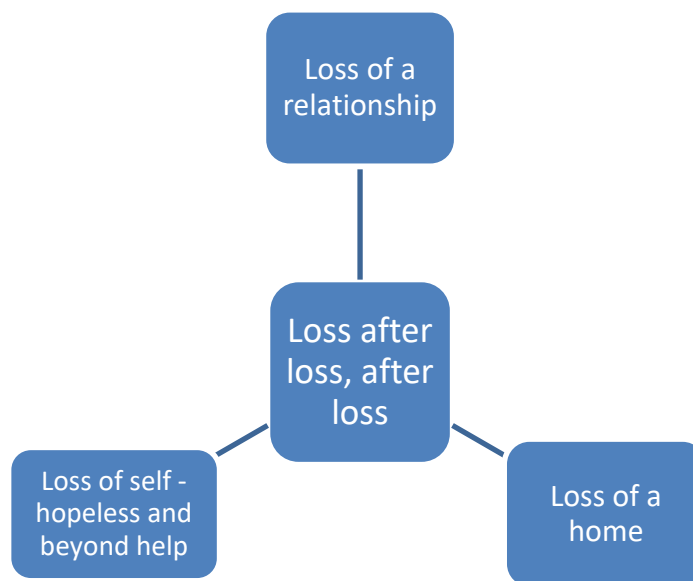 Loss of a
relationship
Loss after
loss, after
loss
Loss of self -
hopeless and
beyond help
Loss of a
home